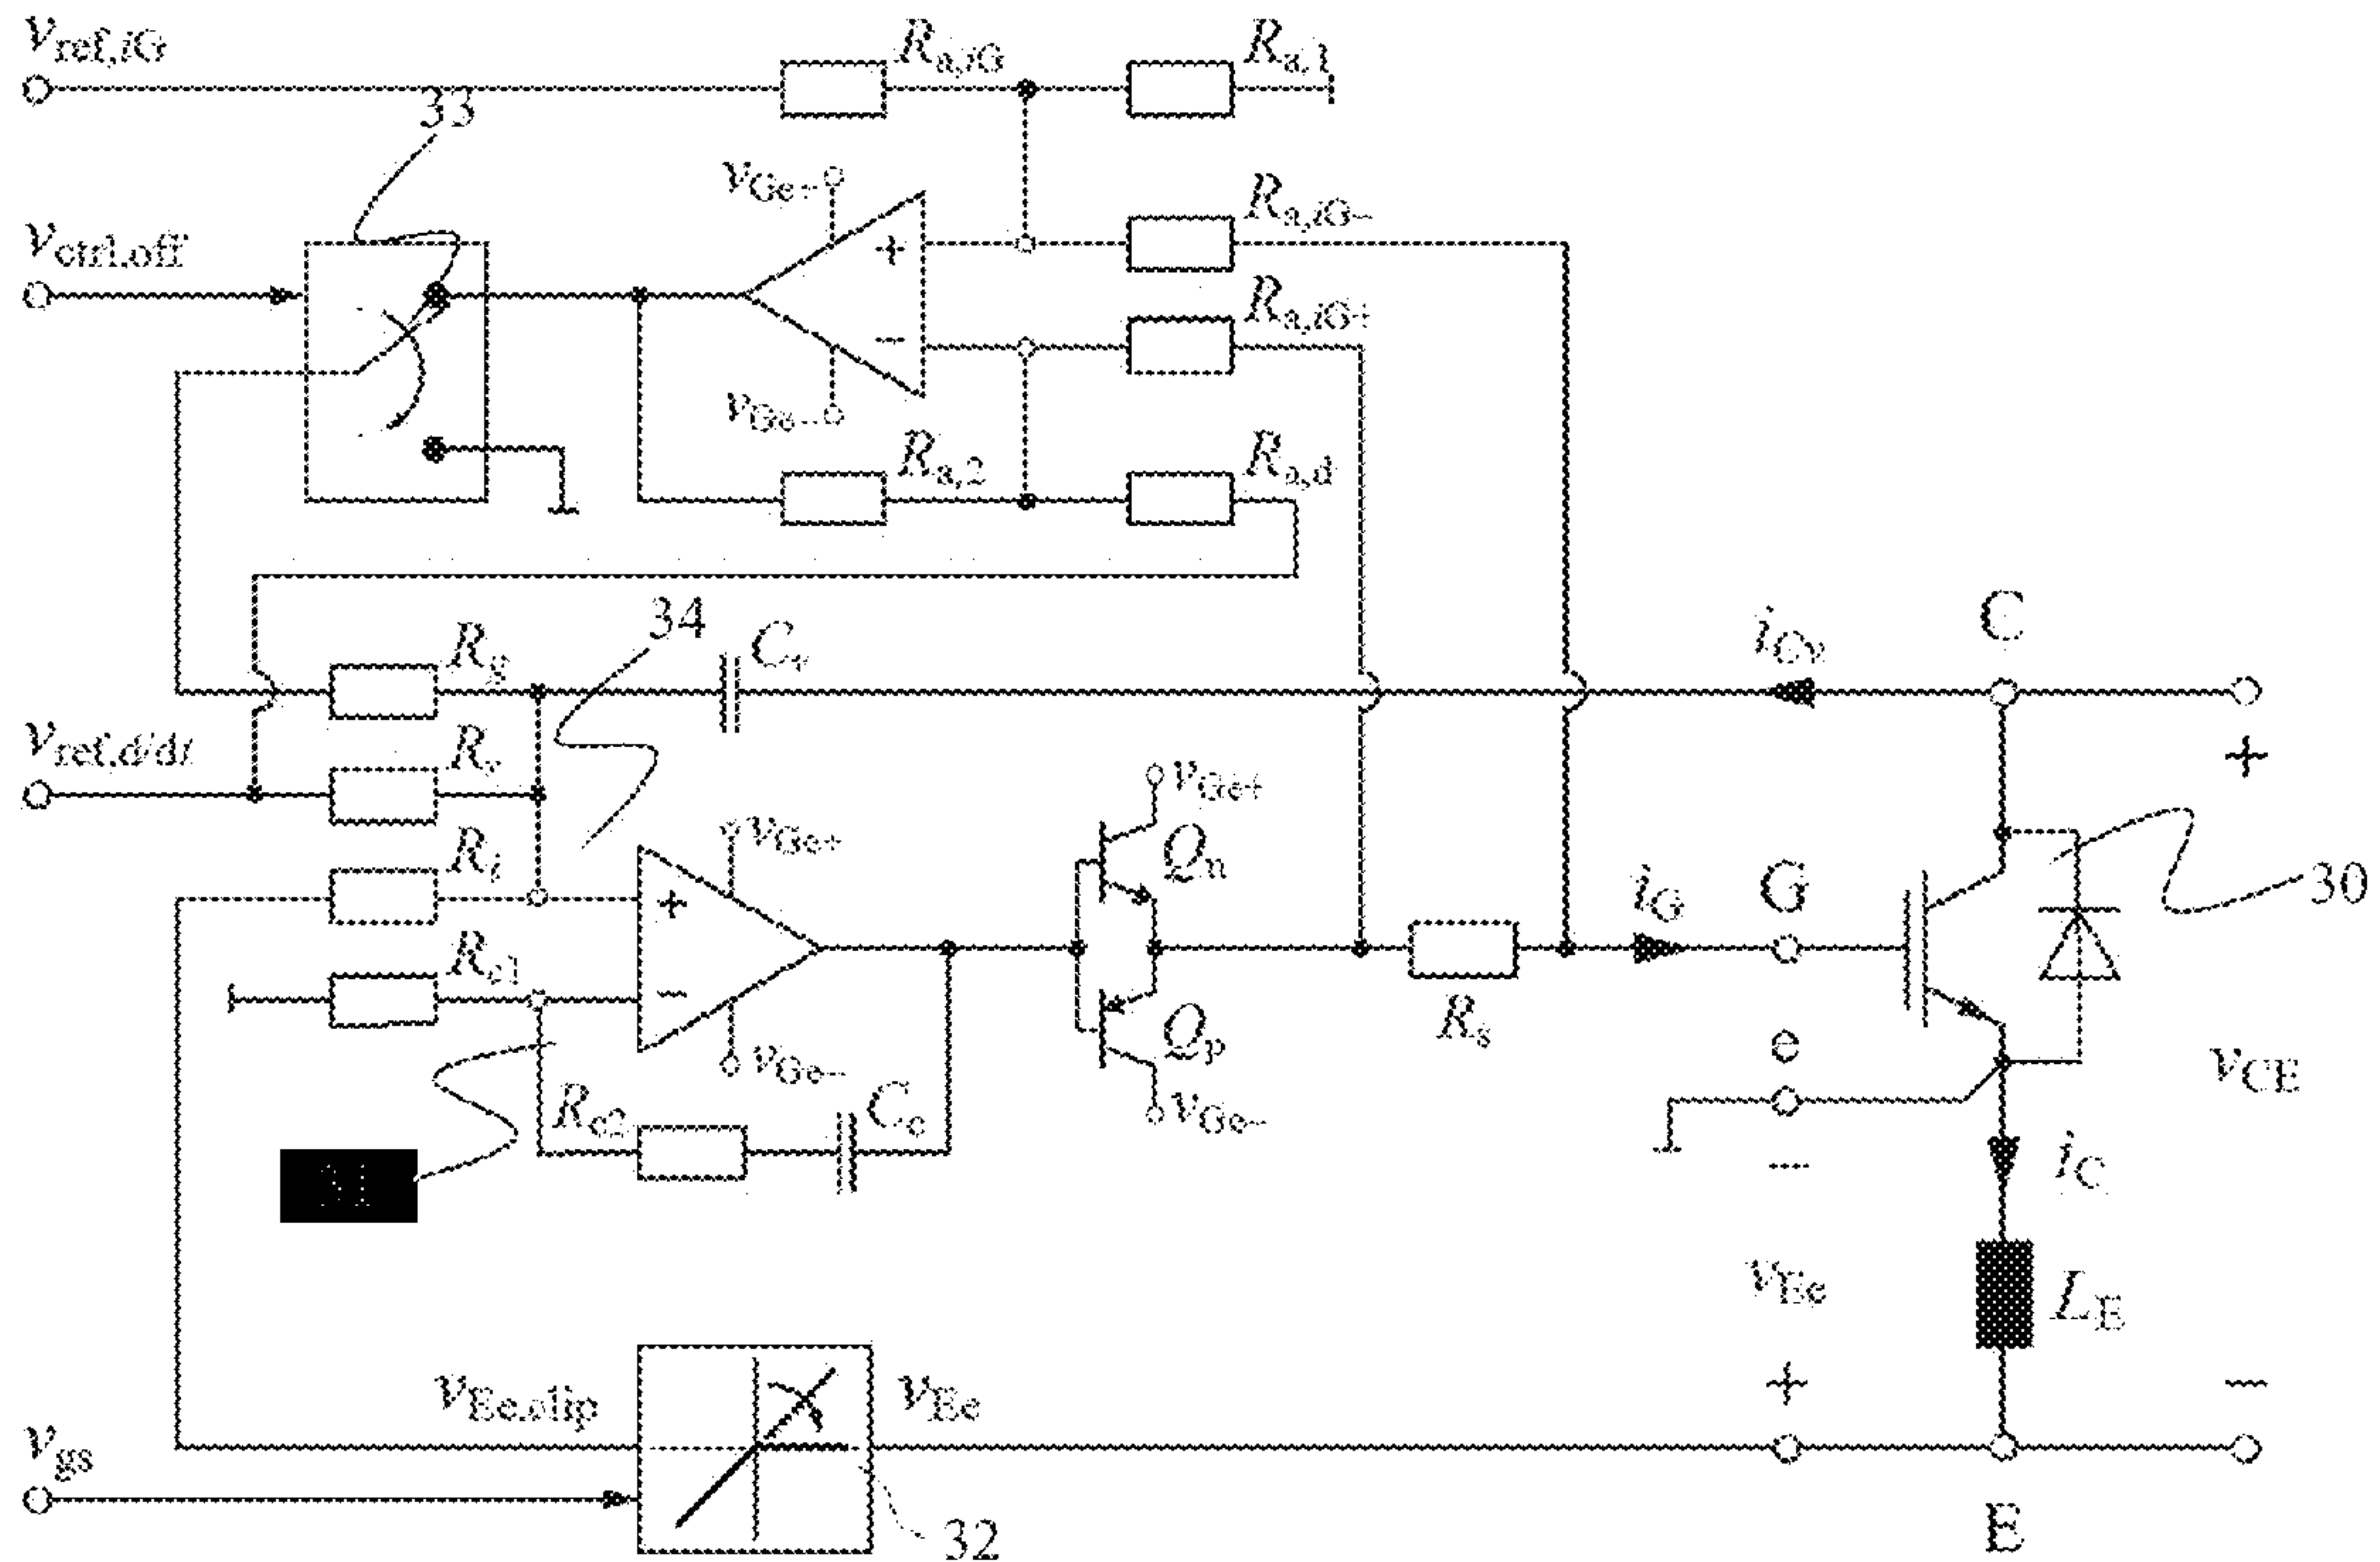 vref,iG
Ra,iG
Ra,1
33
vGe+
Ra,iG−
vctrl,off
+
Ra,iG+
−
vGe−
Ra,2
Ra,d
34
Rg
Cv
iCv
C
vref,d/dt
Rv
+
vGe+
vGe+
Ri
Qn
+
iG
G
30
Rc1
−
Qp
Rs
e
vGe−
vCE
Rc2
Cc
vGe−
−
iC
31
vEe
LE
vEe,clip
vEe
+
−
vgs
32
E